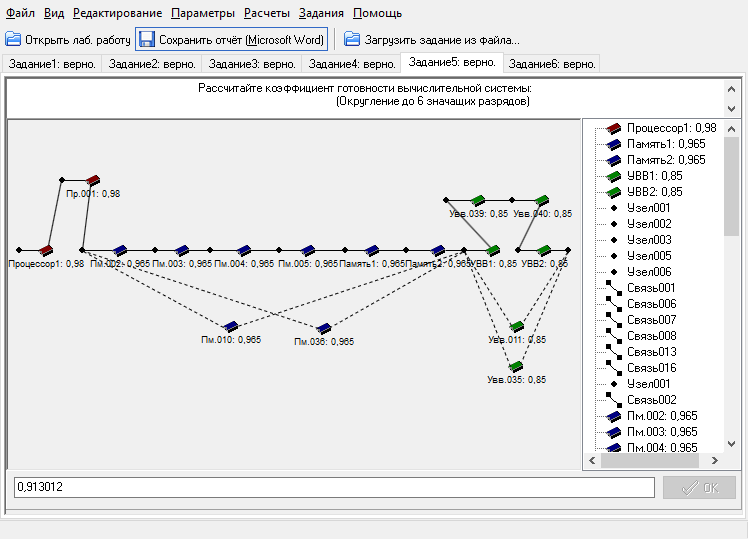 Файл Вид Редактирование Параметры Расчеты Задания Помощь
Открыть лаб. работу Сохранить отчёт (Microsoft Word) Загрузить задание из файла...
Задание1: верно. Задание2: верно. Задание3: верно. Задание4: верно. Задание5: верно. Задание6: верно.
Рассчитайте коэффициент готовности вычислительной системы:
(Округление до 6 значащих разрядов)
Пр.001: 0,98
Увв.039: 0,85 Увв.040: 0,85
Процессор1: 0,98 Пм.002: 0,965 Пм.003: 0,965 Пм.004: 0,965 Пм.005: 0,965 Память1: 0,965 Память2: 0,965 УВВ1: 0,85 УВВ2: 0,85
Пм.010: 0,965 Пм.036: 0,965 Увв.011: 0,85
Увв.035: 0,85
Процессор1: 0,98
Память1: 0,965
Память2: 0,965
УВВ1: 0,85
УВВ2: 0,85
Узел001
Узел002
Узел003
Узел005
Узел006
Связь001
Связь006
Связь007
Связь008
Связь013
Связь016
Узел001
Связь002
Пм.002: 0,965
Пм.003: 0,965
Пм.004: 0,965
0,913012
OK